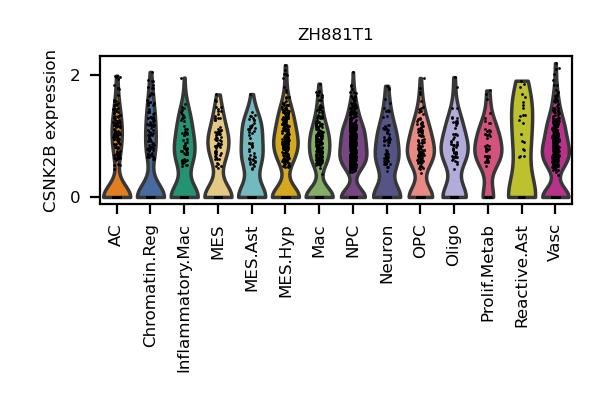 ZH881T1
CSNK2B expression
2
0
AC
Chromatin.Reg
Inflammatory.Mac
MES
MES.Ast
MES.Hyp
Mac
NPC
Neuron
OPC
Oligo
Prolif.Metab
Reactive.Ast
Vasc